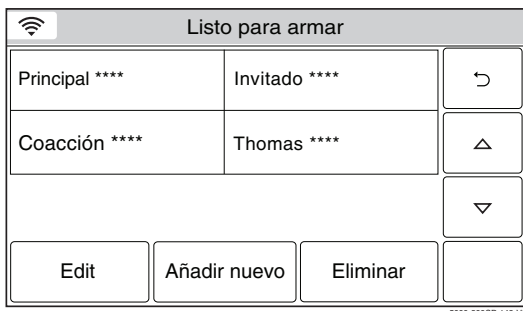 Listo para armar
Principal ****
Invitado ****
Coacción ****
Thomas ****
Edit
Añadir nuevo
Eliminar